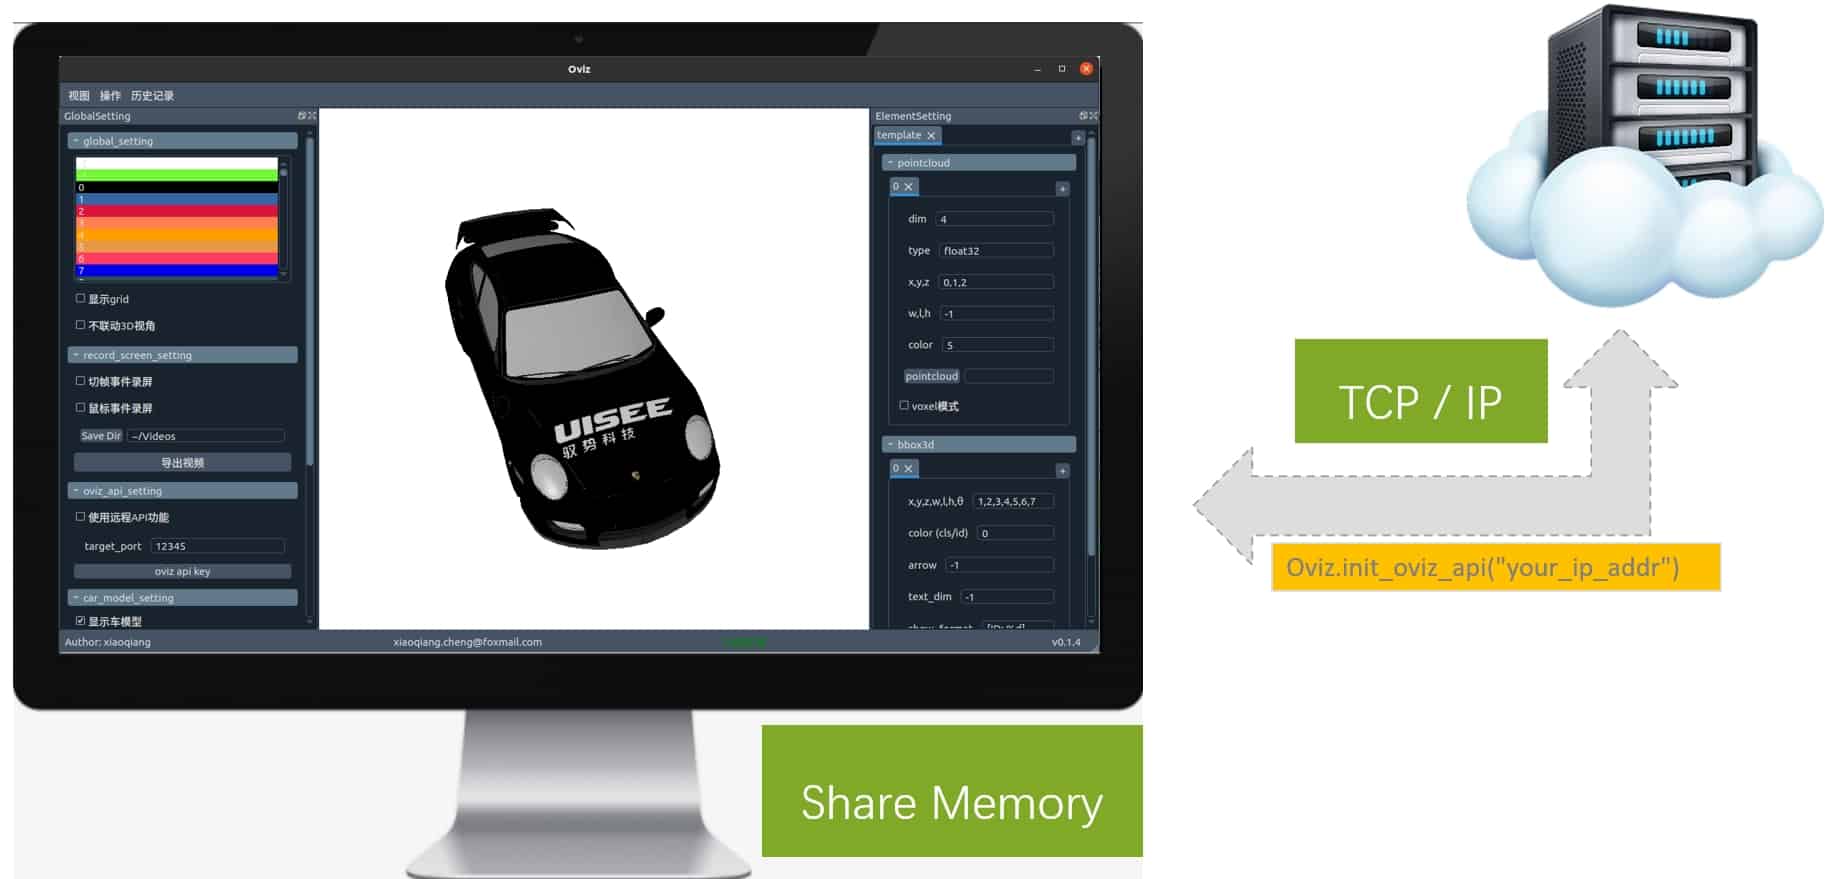 Oviz
视图 操作 历史记录
GlobalSetting
global_setting
0
1
2
3
4
5
6
7
显示grid
不联动3D视角
record_screen_setting
切帧事件录屏
鼠标事件录屏
Save Dir ~/Videos
导出视频
oviz_api_setting
使用远程API功能
target_port 12345
oviz api key
car_model_setting
显示车模型
UISEE
驭势科技
ElementSetting
template
pointcloud
0
dim 4
type float32
x,y,z 0,1,2
w,l,h -1
color 5
pointcloud
voxel模式
bbox3d
0
x,y,z,w,l,h,θ 1,2,3,4,5,6,7
color (cls/id) 0
arrow -1
text_dim -1
show_format [ID:%d]
Author: xiaoqiang xiaoqiang.cheng@foxmail.com v0.1.4
Share Memory
TCP / IP
Oviz.init_oviz_api("your_ip_addr")